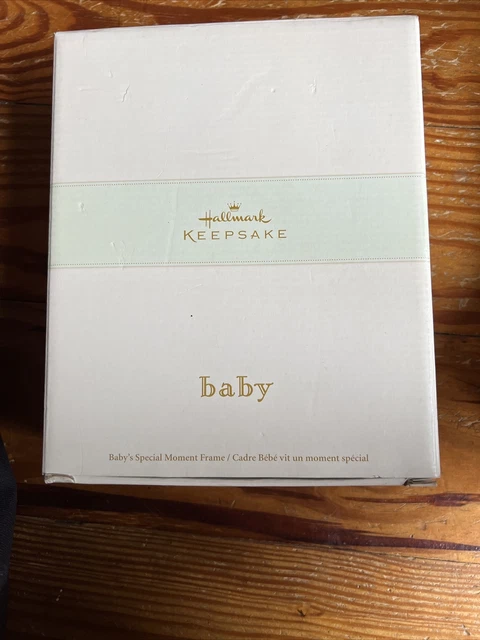 Hallmark
KEEPSAKE
baby
Baby's Special Moment Frame / Cadre Bébé vit un moment spécial